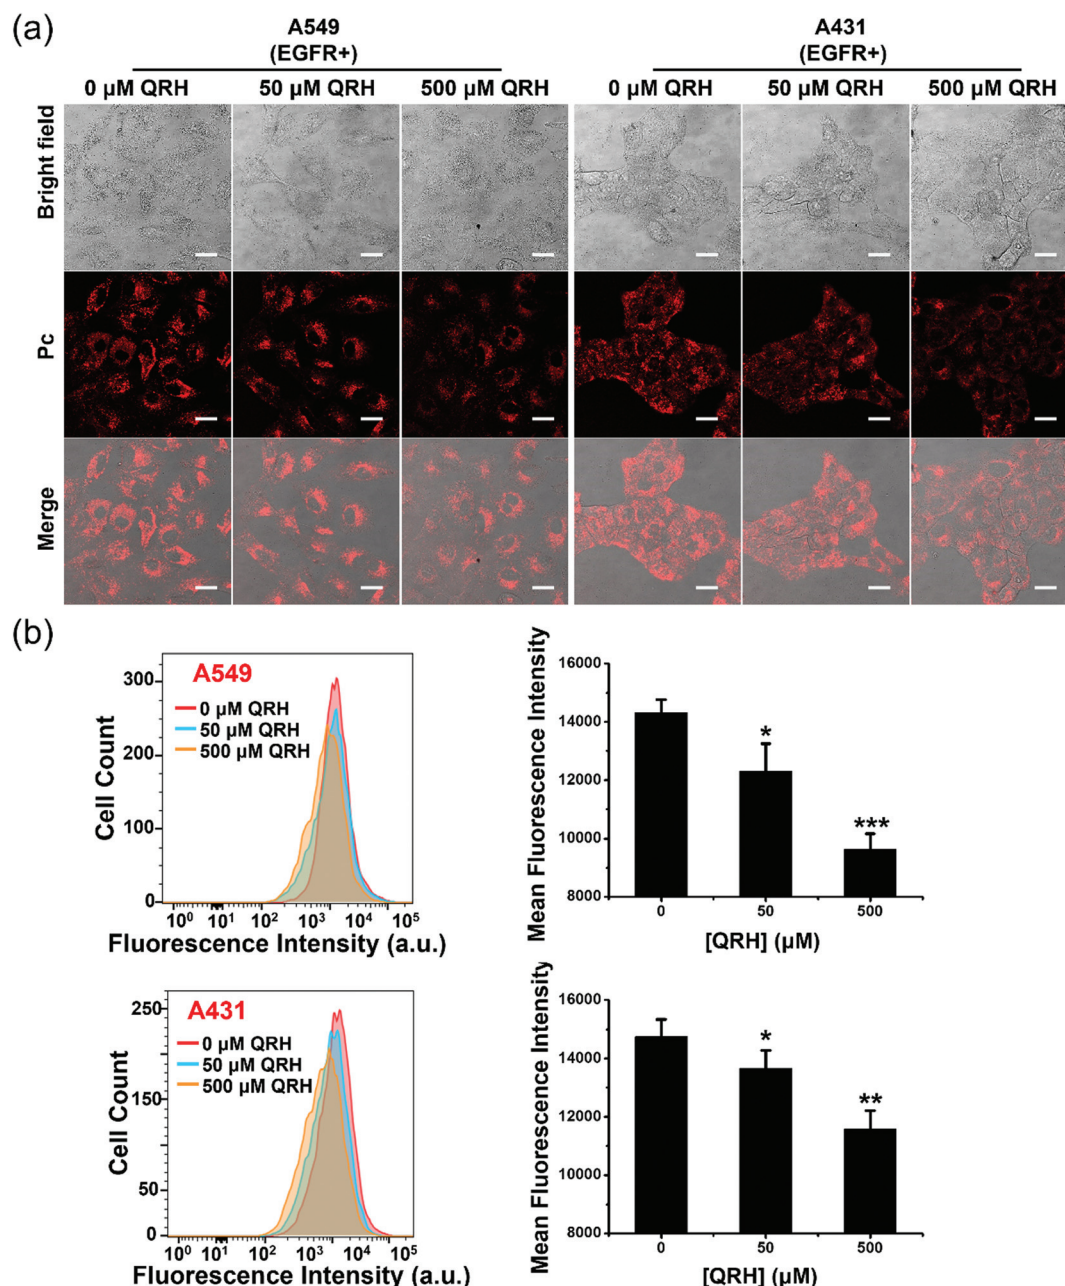 (a)
A549
(EGFR+)
A431
(EGFR+)
0 µM QRH
50 µM QRH
500 µM QRH
0 µM QRH
50 µM QRH
500 µM QRH
Bright field
Pc
Merge
(b)
A549
0 µM QRH
50 µM QRH
500 µM QRH
Cell Count
300
200
100
0
10⁰
10¹
10²
10³
10⁴
10⁵
Fluorescence Intensity (a.u.)
Mean Fluorescence Intensity
16000
14000
12000
10000
8000
*
***
0
50
500
[QRH] (µM)
A431
0 µM QRH
50 µM QRH
500 µM QRH
Cell Count
250
150
50
0
10⁰
10¹
10²
10³
10⁴
10⁵
Fluorescence Intensity (a.u.)
Mean Fluorescence Intensity
16000
14000
12000
10000
8000
*
**
0
50
500
[QRH] (µM)